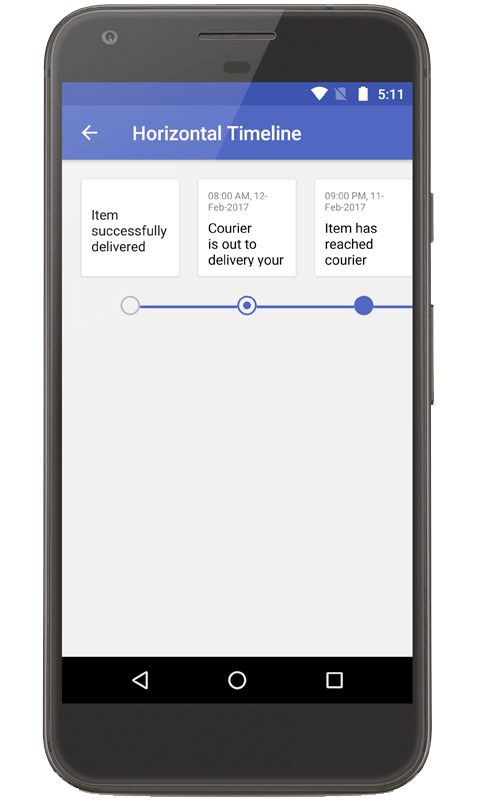 5:11
Horizontal Timeline
Item
successfully
delivered
08:00 AM, 12-
Feb-2017
Courier
is out to
delivery your
09:00 PM, 11-
Feb-2017
Item has
reached
courier